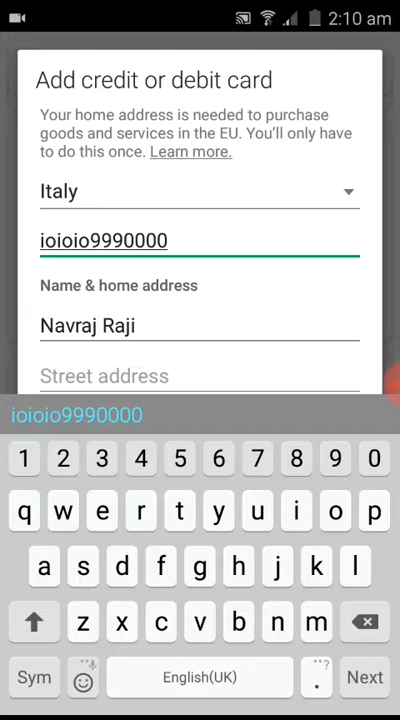 2:10 am
Add credit or debit card
Your home address is needed to purchase
goods and services in the EU. You'll only have
to do this once. Learn more.
Italy
ioioio9990000
Name & home address
Navraj Raji
Street address
ioioio9990000
1 2 3 4 5 6 7 8 9 0
q w e r t y u i o p
a s d f g h j k l
z x c v b n m
Sym English(UK) . ? Next